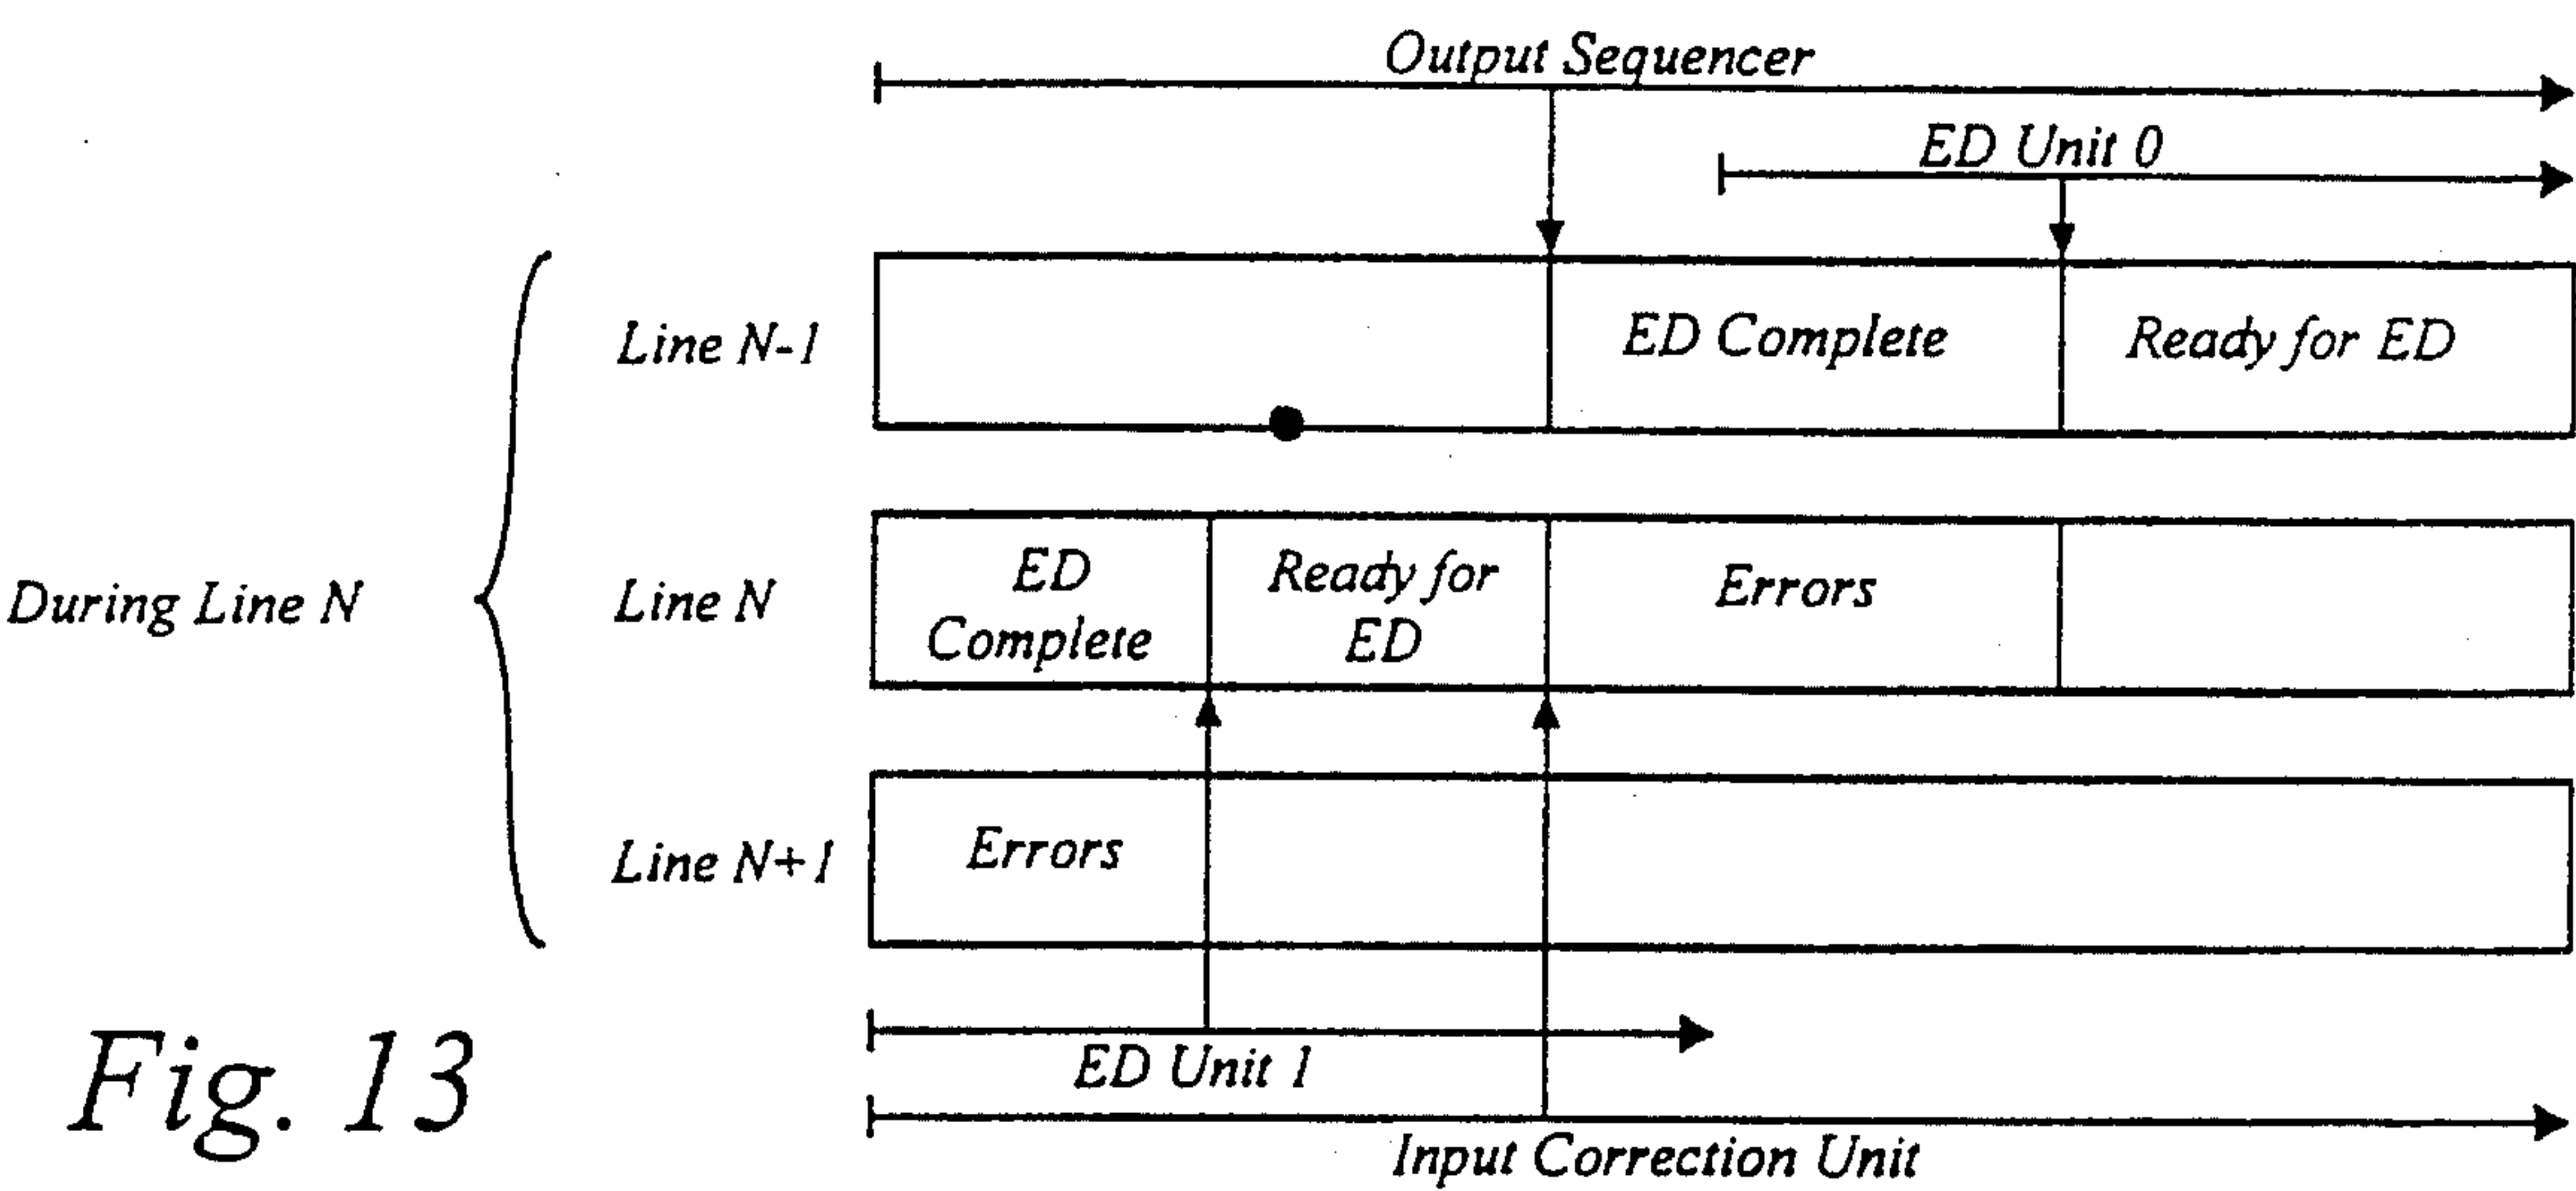 Output Sequencer
ED Unit 0
Line N-1
ED Complete
Ready for ED
During Line N
Line N
ED
Complete
Ready for
ED
Errors
Line N+1
Errors
ED Unit 1
Input Correction Unit
Fig. 13